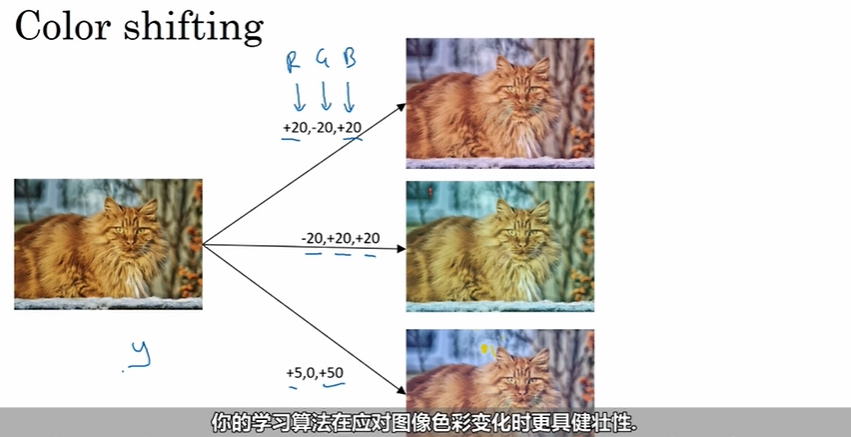 Color shifting
R G B
+20,-20,+20
-20,+20,+20
y
+5,0,+50
你的学习算法在应对图像色彩变化时更具健壮性.